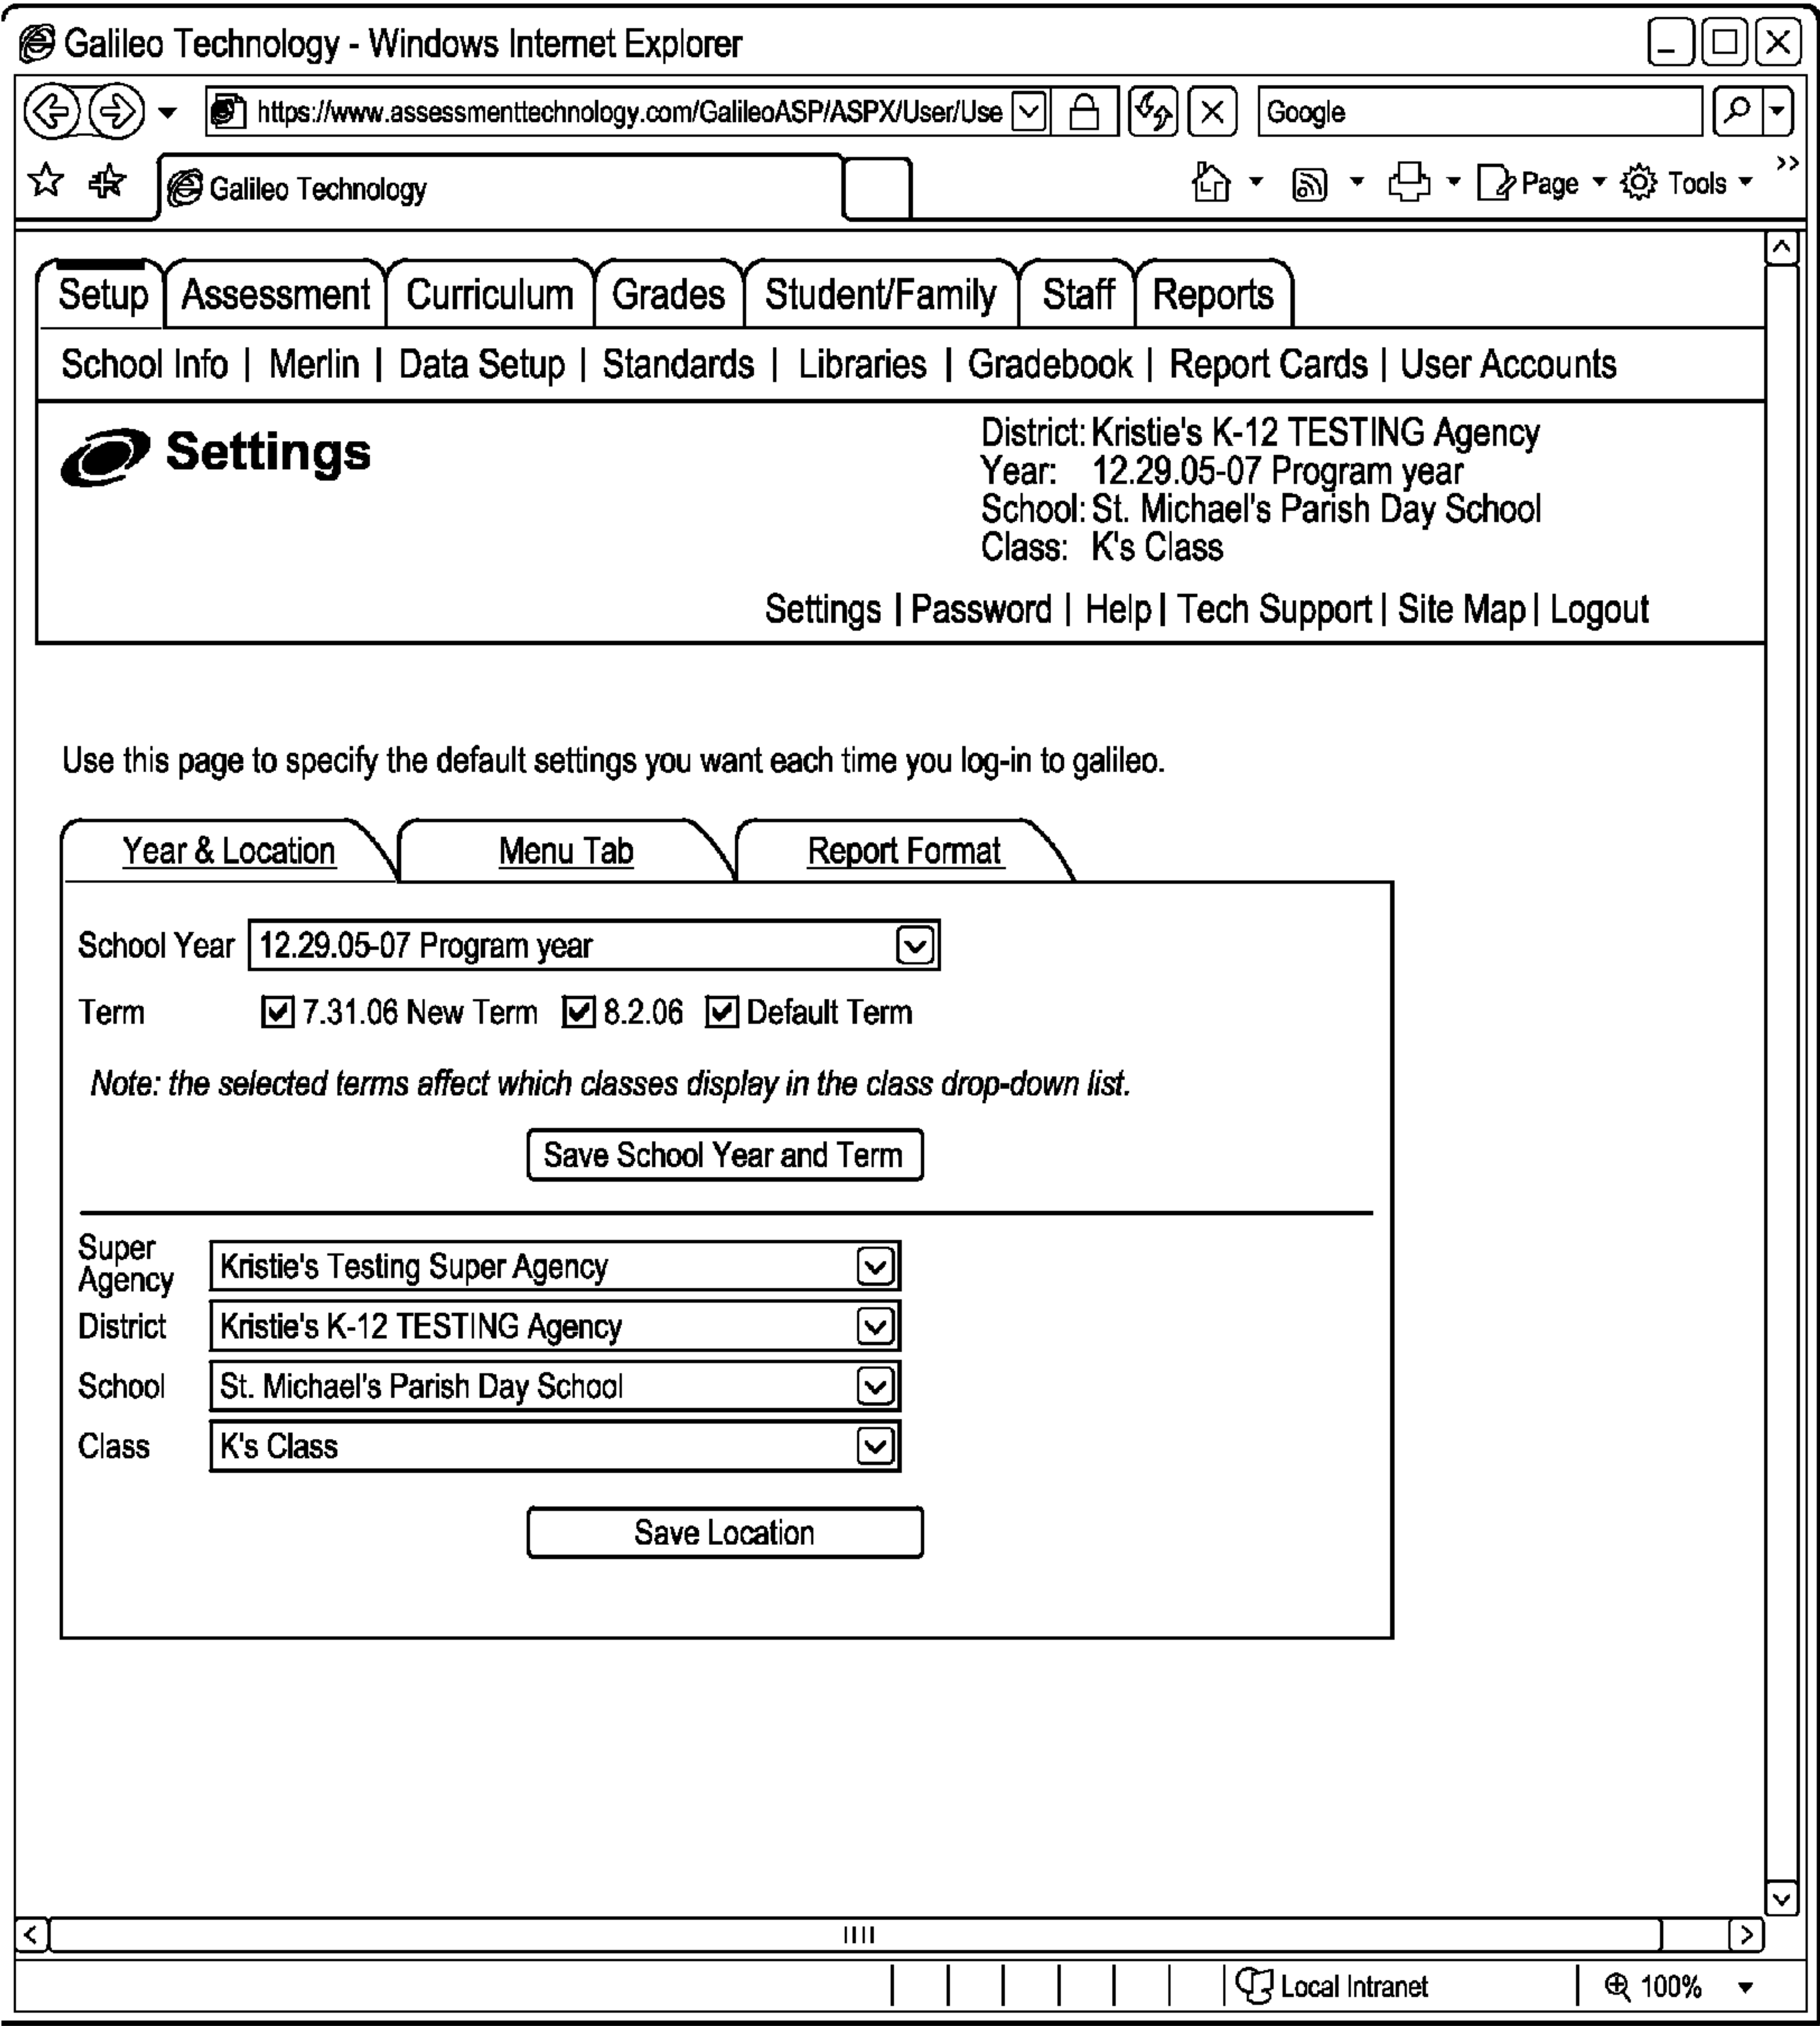 Galileo Technology - Windows Internet Explorer
https://www.assessmenttechnology.com/GalileoASP/ASPX/User/Use
Google
Galileo Technology
Page
Tools
Setup
Assessment
Curriculum
Grades
Student/Family
Staff
Reports
School Info | Merlin | Data Setup | Standards | Libraries | Gradebook | Report Cards | User Accounts
Settings
District: Kristie's K-12 TESTING Agency
Year: 12.29.05-07 Program year
School: St. Michael's Parish Day School
Class: K's Class
Settings | Password | Help | Tech Support | Site Map | Logout
Use this page to specify the default settings you want each time you log-in to galileo.
Year & Location
Menu Tab
Report Format
School Year 12.29.05-07 Program year
Term 7.31.06 New Term 8.2.06 Default Term
Note: the selected terms affect which classes display in the class drop-down list.
Save School Year and Term
Super
Agency
Kristie's Testing Super Agency
District Kristie's K-12 TESTING Agency
School St. Michael's Parish Day School
Class K's Class
Save Location
Local Intranet
100%